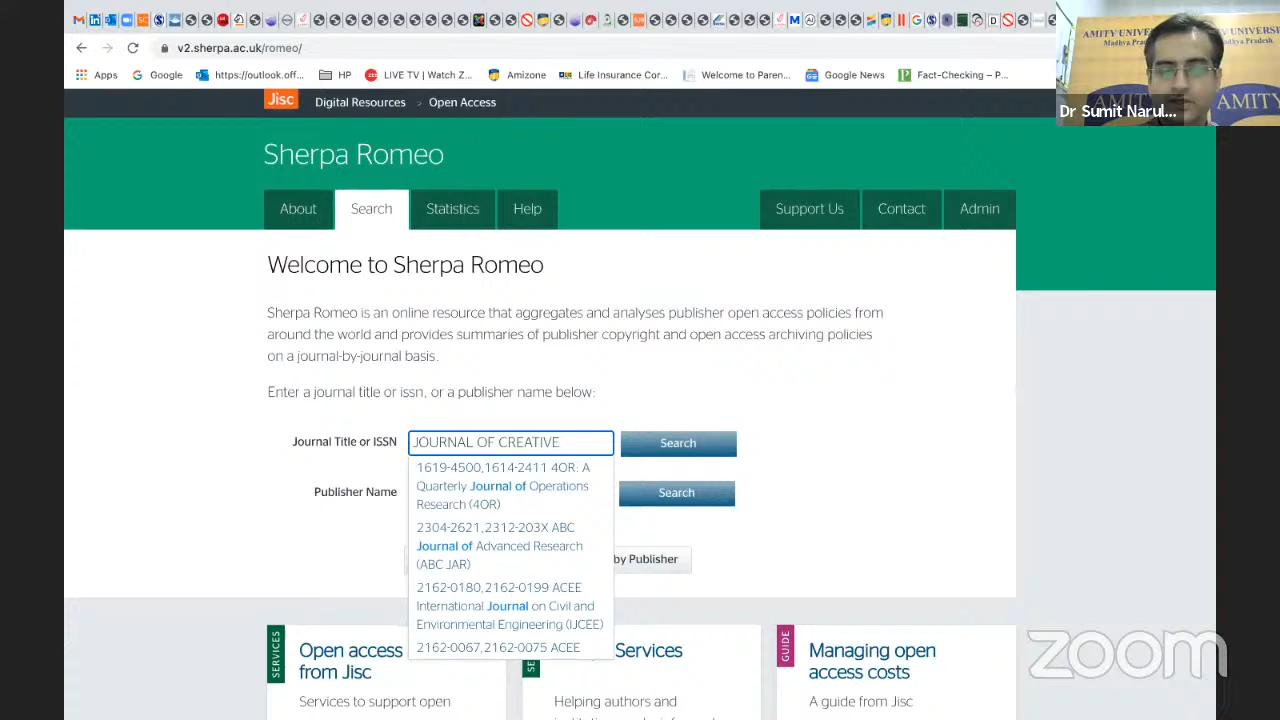 v2.sherpa.ac.uk/romeo/
Apps
Google
https://outlook.off...
HP
LIVE TV | Watch Z...
Amizone
Life Insurance Cor...
Welcome to Paren...
Google News
Fact-Checking – P...
AMITY UNIVERSI
Madhya Pra
Pradesh
AMITY
AMITY
Dr Sumit Narul...
Jisc
Digital Resources > Open Access
Sherpa Romeo
About
Search
Statistics
Help
Support Us
Contact
Admin
Welcome to Sherpa Romeo
Sherpa Romeo is an online resource that aggregates and analyses publisher open access policies from
around the world and provides summaries of publisher copyright and open access archiving policies
on a journal-by-journal basis.
Enter a journal title or issn, or a publisher name below:
Journal Title or ISSN
JOURNAL OF CREATIVE
Search
1619-4500,1614-2411 4OR: A
Quarterly Journal of Operations
Research (4OR)
Publisher Name
Search
2304-2621,2312-203X ABC
Journal of Advanced Research
(ABC JAR)
by Publisher
2162-0180,2162-0199 ACEE
International Journal on Civil and
Environmental Engineering (IJCEE)
2162-0067,2162-0075 ACEE
SERVICES
Open access
from Jisc
Services to support open
SE
Services
Helping authors and
GUIDE
Managing open
access costs
A guide from Jisc
zoom